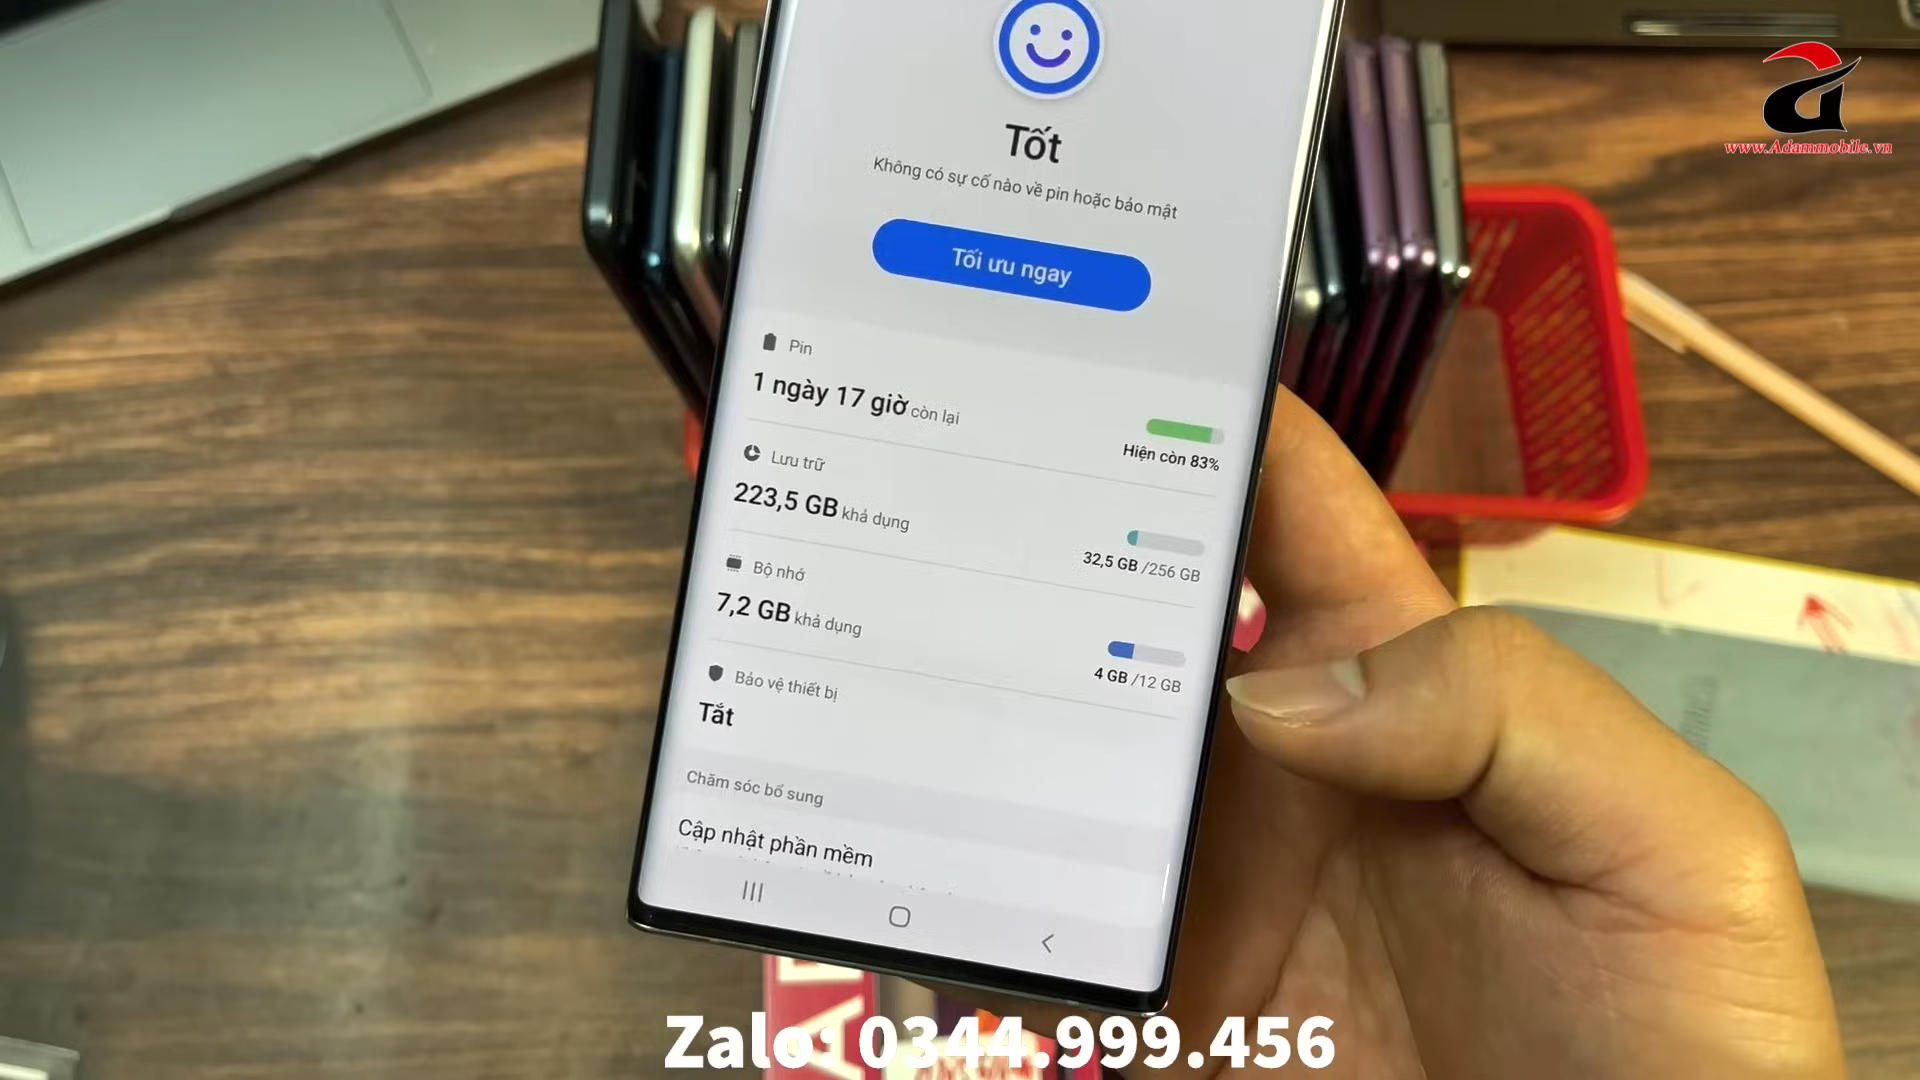 www.Adammobile.vn
Tốt
Không có sự cố nào về pin hoặc bảo mật
Tối ưu ngay
Pin
1 ngày 17 giờ còn lại
Hiện còn 83%
Lưu trữ
223,5 GB khả dụng
32,5 GB /256 GB
Bộ nhớ
7,2 GB khả dụng
4 GB /12 GB
Bảo vệ thiết bị
Tắt
Chăm sóc bổ sung
Cập nhật phần mềm
Zalo: 0344.999.456